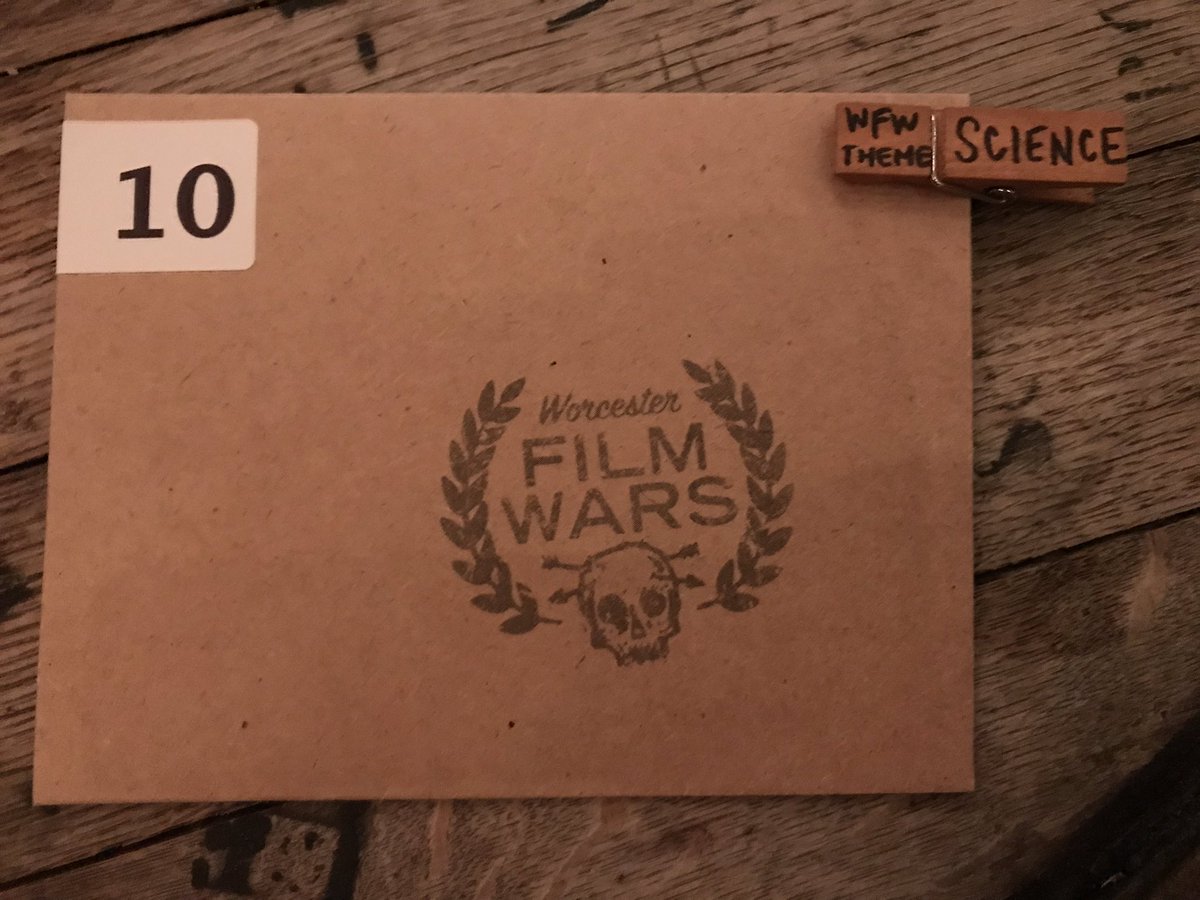 10
WFW
THEME
SCIENCE
Worcester
FILM
WARS